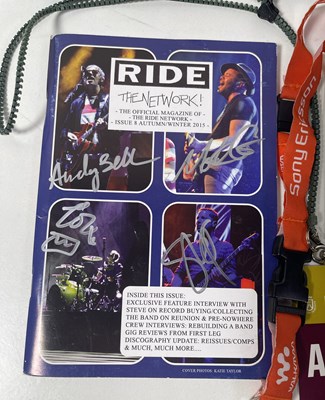 RIDE
THE NETWORK!
- THE OFFICIAL MAGAZINE OF -
- THE RIDE NETWORK -
- ISSUE 8 AUTUMN/WINTER 2015 -
Andy Bell
INSIDE THIS ISSUE:
EXCLUSIVE FEATURE INTERVIEW WITH
STEVE ON RECORD BUYING/COLLECTING
THE BAND ON REUNION & PRE-NOWHERE
CREW INTERVIEWS: REBUILDING A BAND
GIG REVIEWS FROM FIRST LEG
DISCOGRAPHY UPDATE: REISSUES/COMPS
& MUCH, MUCH MORE.....
COVER PHOTOS KATIE TAYLOR
Sony Ericsson
WALKMAN
A